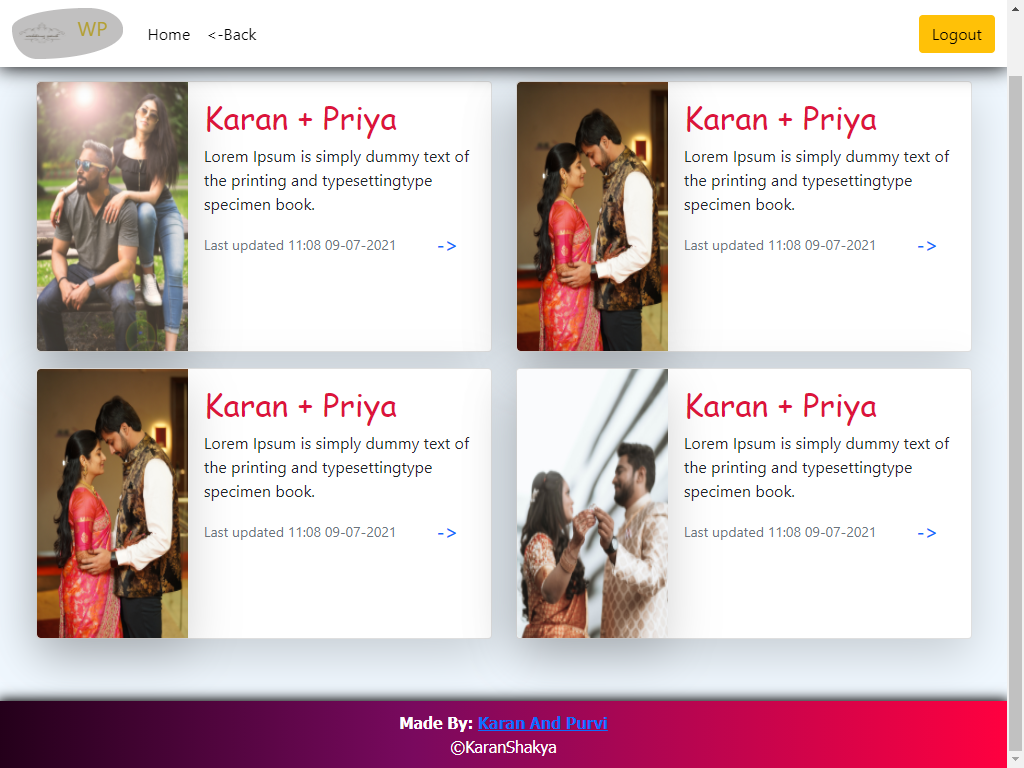 WP
Home <-Back
Logout
Karan + Priya
Lorem Ipsum is simply dummy text of
the printing and typesettingtype
specimen book.
Last updated 11:08 09-07-2021 ->
Karan + Priya
Lorem Ipsum is simply dummy text of
the printing and typesettingtype
specimen book.
Last updated 11:08 09-07-2021 ->
Karan + Priya
Lorem Ipsum is simply dummy text of
the printing and typesettingtype
specimen book.
Last updated 11:08 09-07-2021 ->
Karan + Priya
Lorem Ipsum is simply dummy text of
the printing and typesettingtype
specimen book.
Last updated 11:08 09-07-2021 ->
Made By: Karan And Purvi
©KaranShakya